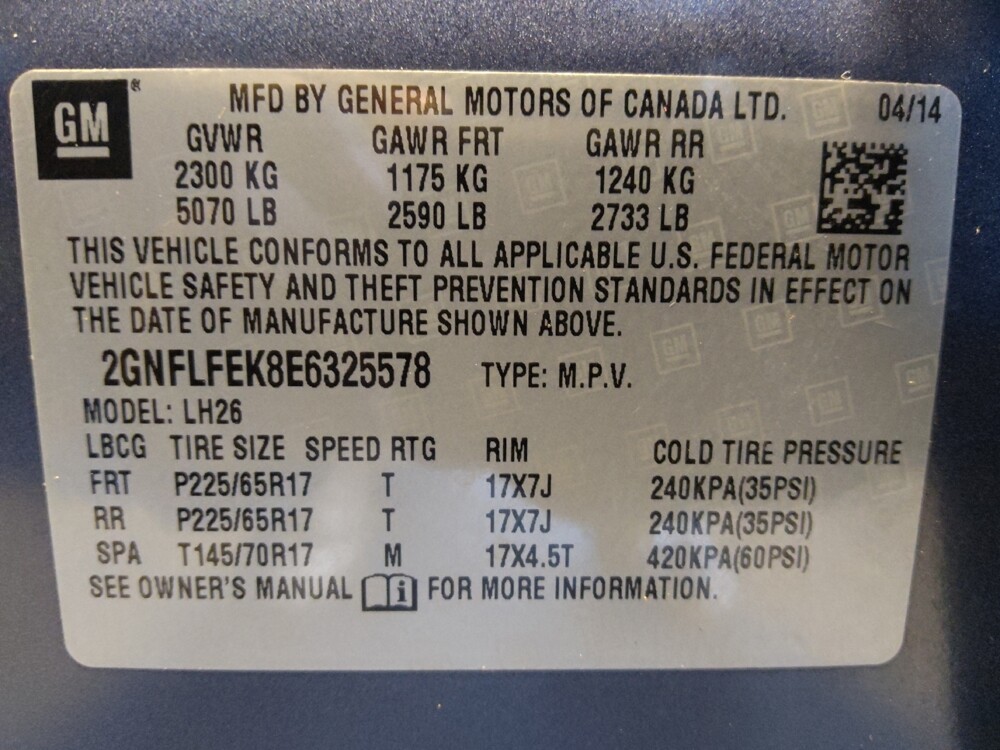 GM®
MFD BY GENERAL MOTORS OF CANADA LTD. 04/14
GVWR GAWR FRT GAWR RR
2300 KG 1175 KG 1240 KG
5070 LB 2590 LB 2733 LB
THIS VEHICLE CONFORMS TO ALL APPLICABLE U.S. FEDERAL MOTOR
VEHICLE SAFETY AND THEFT PREVENTION STANDARDS IN EFFECT ON
THE DATE OF MANUFACTURE SHOWN ABOVE.
2GNFLFEK8E6325578 TYPE: M.P.V.
MODEL: LH26
LBCG TIRE SIZE SPEED RTG RIM COLD TIRE PRESSURE
FRT P225/65R17 T 17X7J 240KPA(35PSI)
RR P225/65R17 T 17X7J 240KPA(35PSI)
SPA T145/70R17 M 17X4.5T 420KPA(60PSI)
SEE OWNER'S MANUAL i FOR MORE INFORMATION.